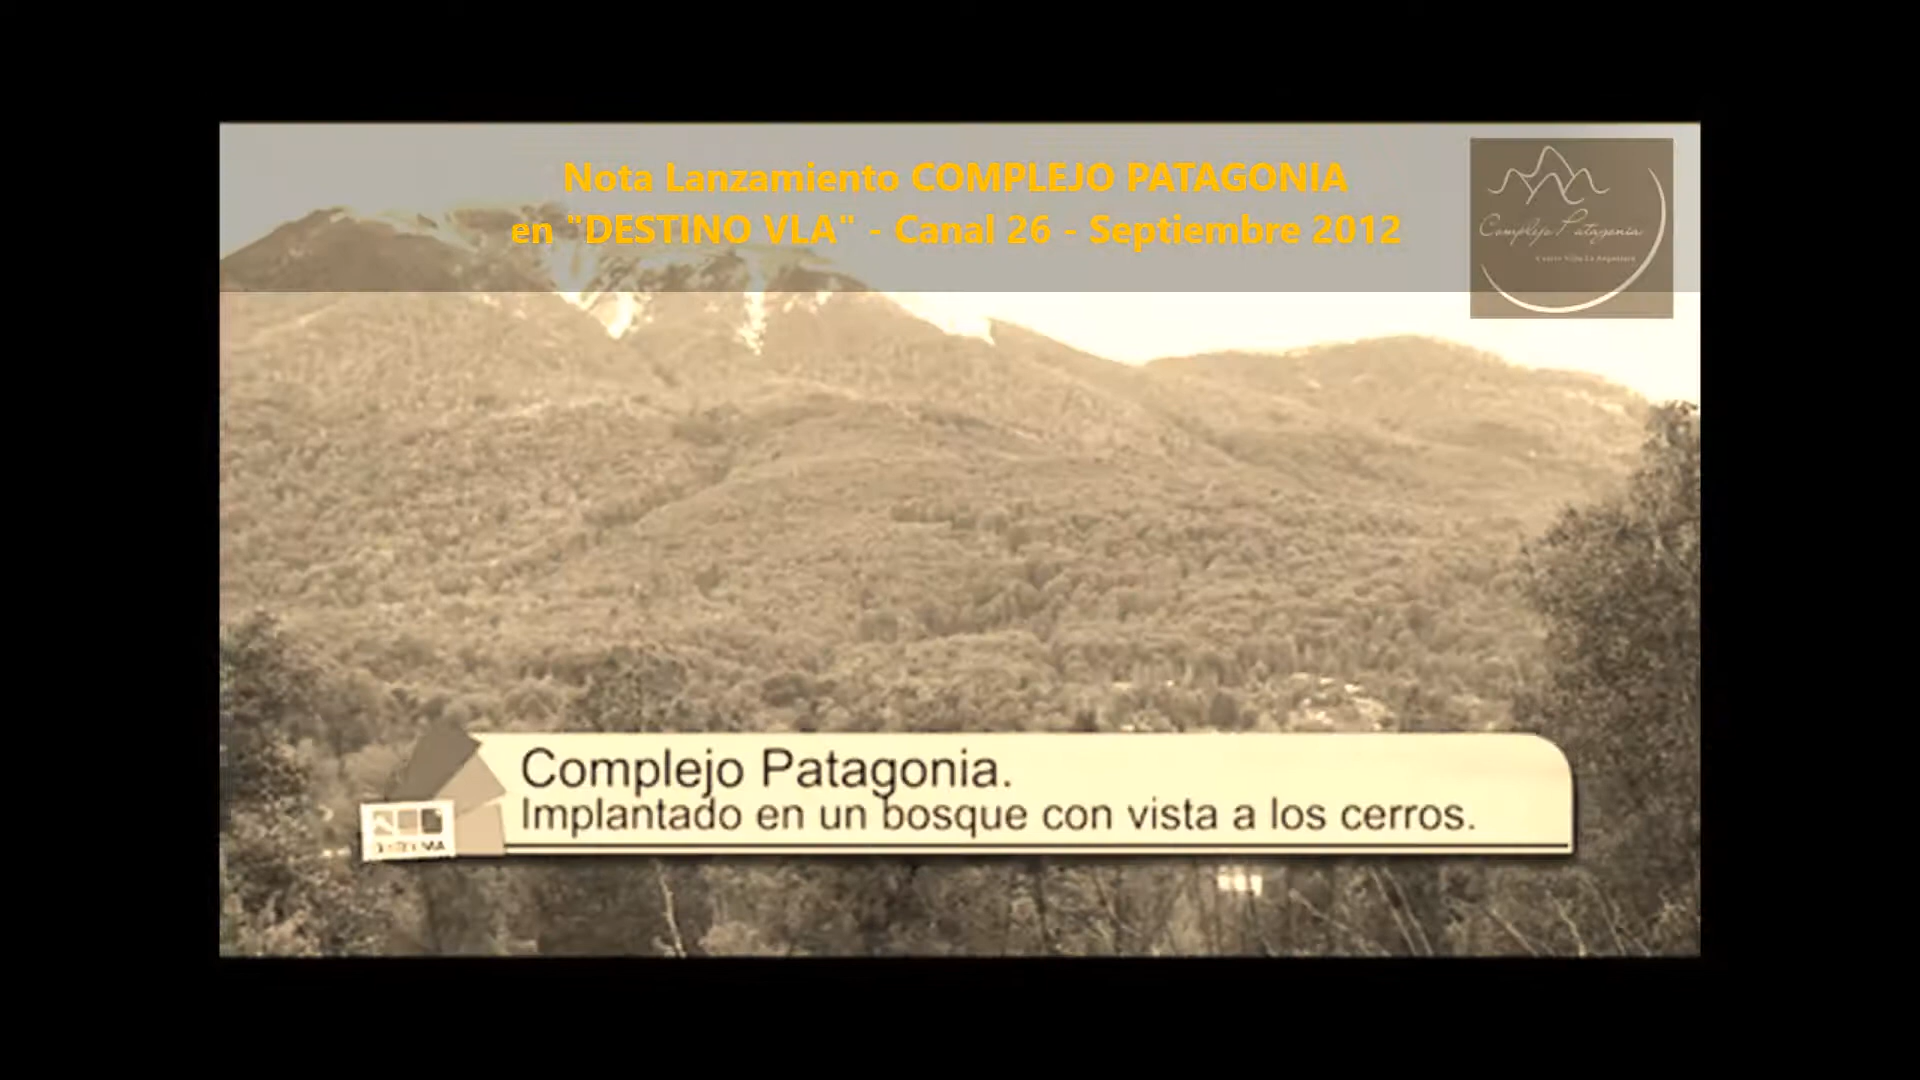 Nota Lanzamiento COMPLEJO PATAGONIA
en "DESTINO VLA" - Canal 26 - Septiembre 2012
Complejo Patagonia
Complejo Patagonia.
Implantado en un bosque con vista a los cerros.